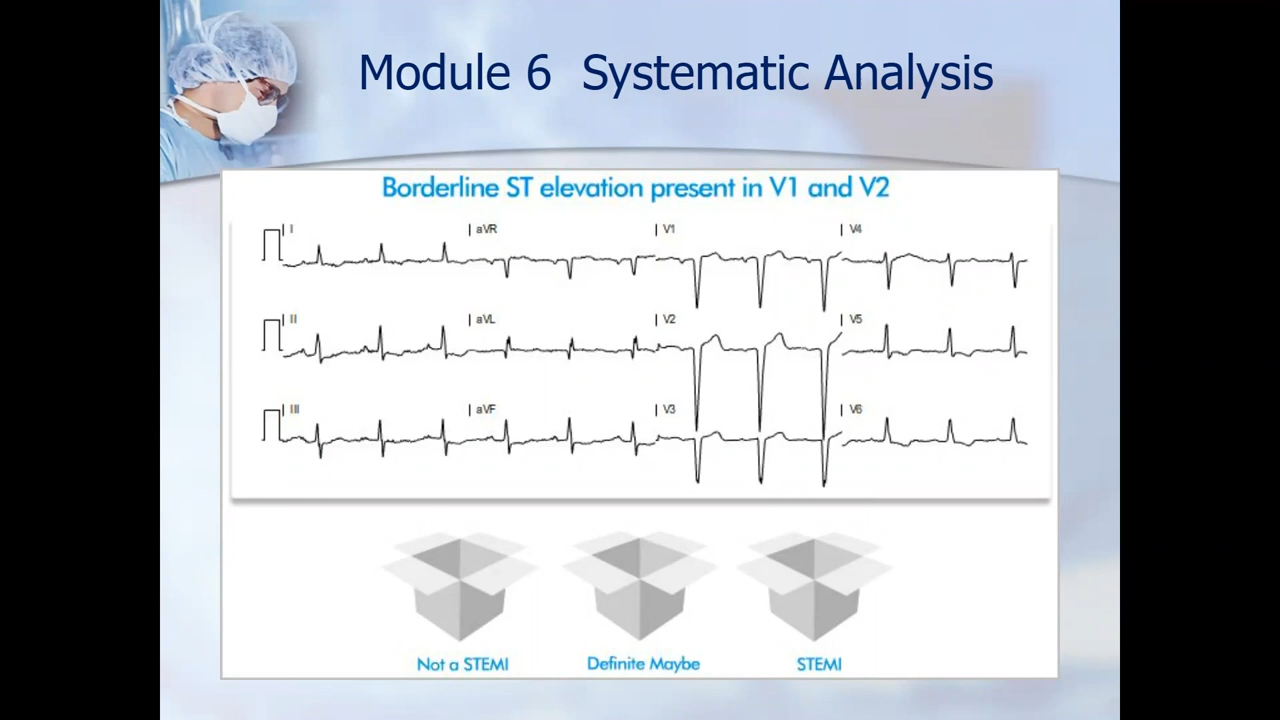 Module 6 Systematic Analysis
Borderline ST elevation present in V1 and V2
I aVR V1 V4
II aVL V2 V5
III aVF V3 V6
Not a STEMI Definite Maybe STEMI